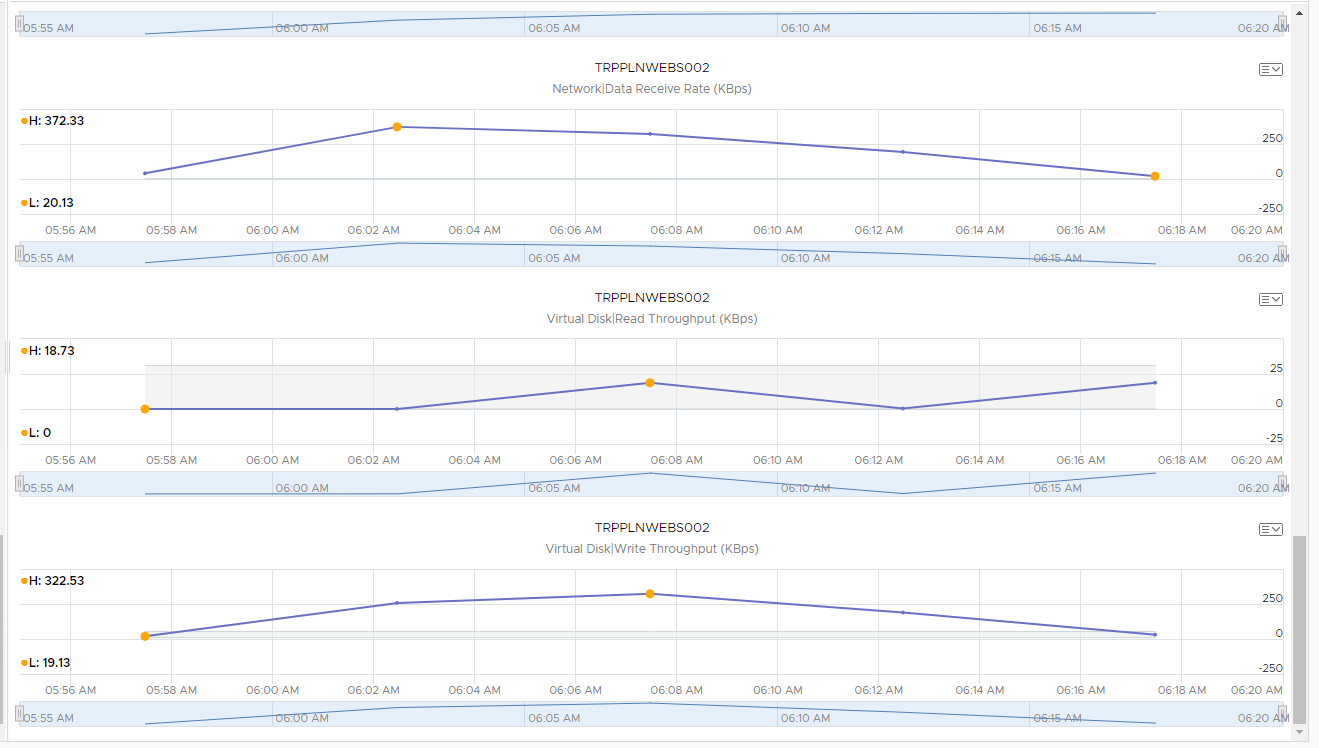 05:55 AM 06:00 AM 06:05 AM 06:10 AM 06:15 AM 06:20 AM
TRPPLNWEBS002
Network|Data Receive Rate (KBps)
H: 372.33
250
0
L: 20.13
-250
05:56 AM 05:58 AM 06:00 AM 06:02 AM 06:04 AM 06:06 AM 06:08 AM 06:10 AM 06:12 AM 06:14 AM 06:16 AM 06:18 AM 06:20 AM
05:55 AM 06:00 AM 06:05 AM 06:10 AM 06:15 AM 06:20 AM
TRPPLNWEBS002
Virtual Disk|Read Throughput (KBps)
H: 18.73
25
0
L: 0
-25
05:56 AM 05:58 AM 06:00 AM 06:02 AM 06:04 AM 06:06 AM 06:08 AM 06:10 AM 06:12 AM 06:14 AM 06:16 AM 06:18 AM 06:20 AM
05:55 AM 06:00 AM 06:05 AM 06:10 AM 06:15 AM 06:20 AM
TRPPLNWEBS002
Virtual Disk|Write Throughput (KBps)
H: 322.53
250
0
L: 19.13
-250
05:56 AM 05:58 AM 06:00 AM 06:02 AM 06:04 AM 06:06 AM 06:08 AM 06:10 AM 06:12 AM 06:14 AM 06:16 AM 06:18 AM 06:20 AM
05:55 AM 06:00 AM 06:05 AM 06:10 AM 06:15 AM 06:20 AM